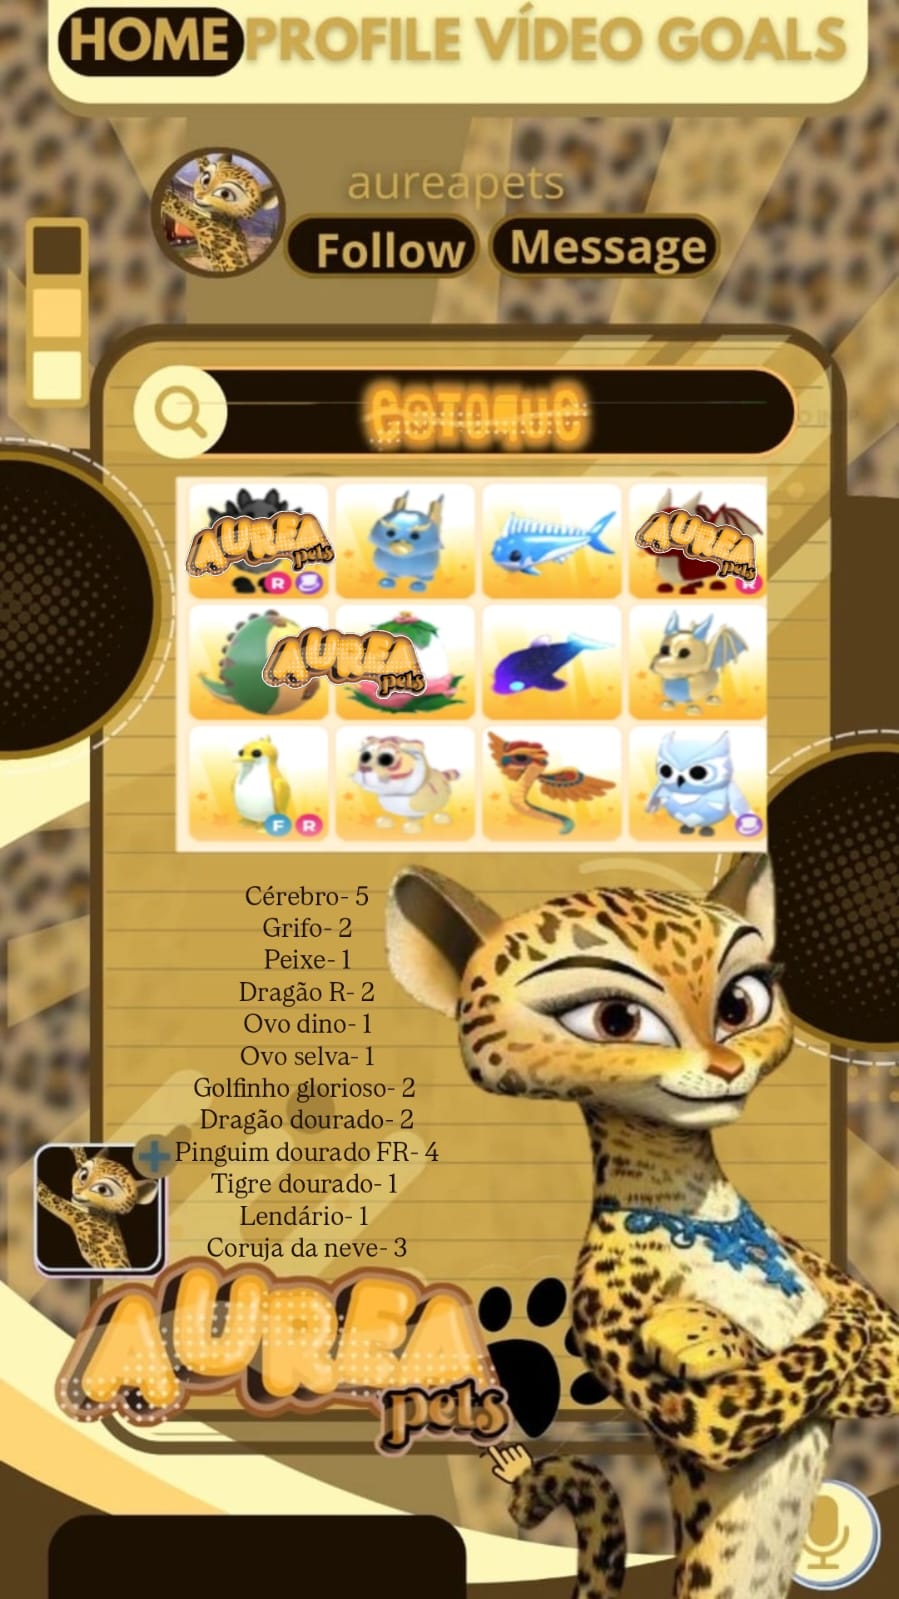 HOME PROFILE VÍDEO GOALS
aureapets
Follow Message
ESTOQUE
AUREA
pets
R
AUREA
pets
R
AUREA
pets
F R
Cérebro- 5
Grifo- 2
Peixe- 1
Dragão R- 2
Ovo dino- 1
Ovo selva- 1
Golfinho glorioso- 2
Dragão dourado- 2
Pinguim dourado FR- 4
Tigre dourado- 1
Lendário- 1
Coruja da neve- 3
AUREA
pets